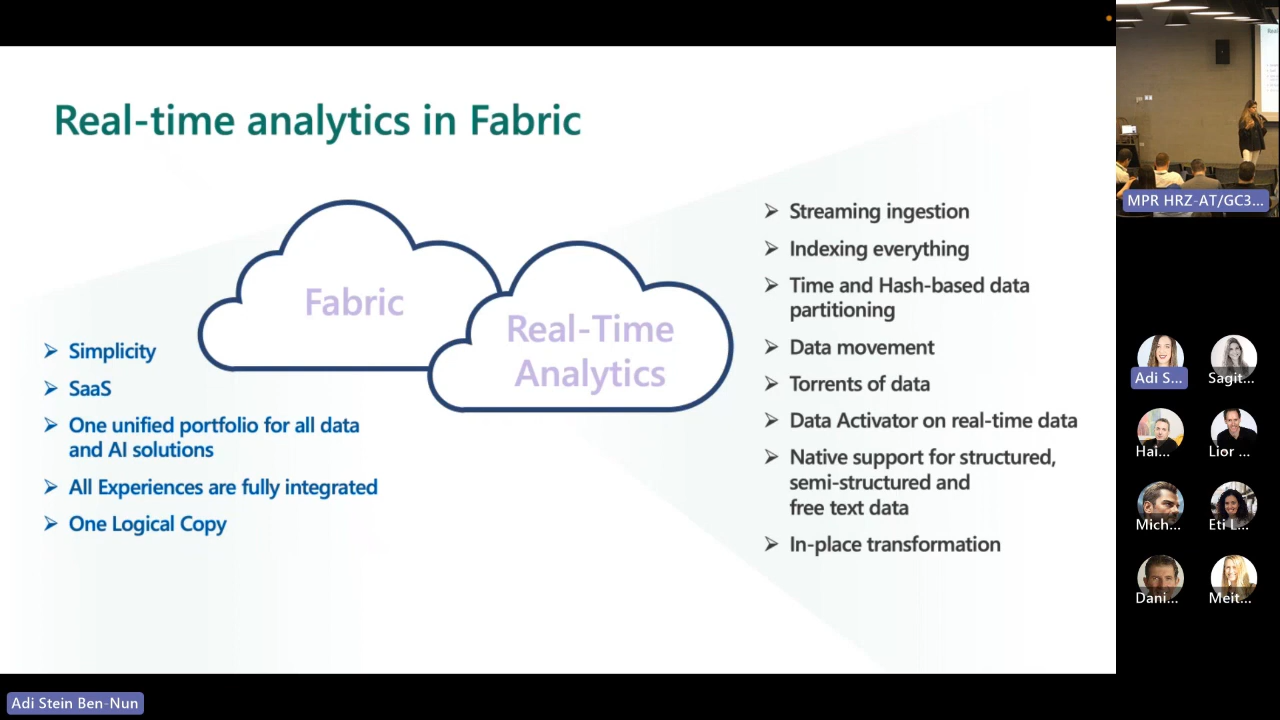 Real-time analytics in Fabric
Fabric
Real-Time
Analytics
Simplicity
SaaS
One unified portfolio for all data
and AI solutions
All Experiences are fully integrated
One Logical Copy
Streaming ingestion
Indexing everything
Time and Hash-based data
partitioning
Data movement
Torrents of data
Data Activator on real-time data
Native support for structured,
semi-structured and
free text data
In-place transformation
MPR HRZ-AT/GC3...
Adi S...
Sagit...
Hai...
Lior ...
Mich...
Eti L...
Dani...
Meit...
Adi Stein Ben-Nun